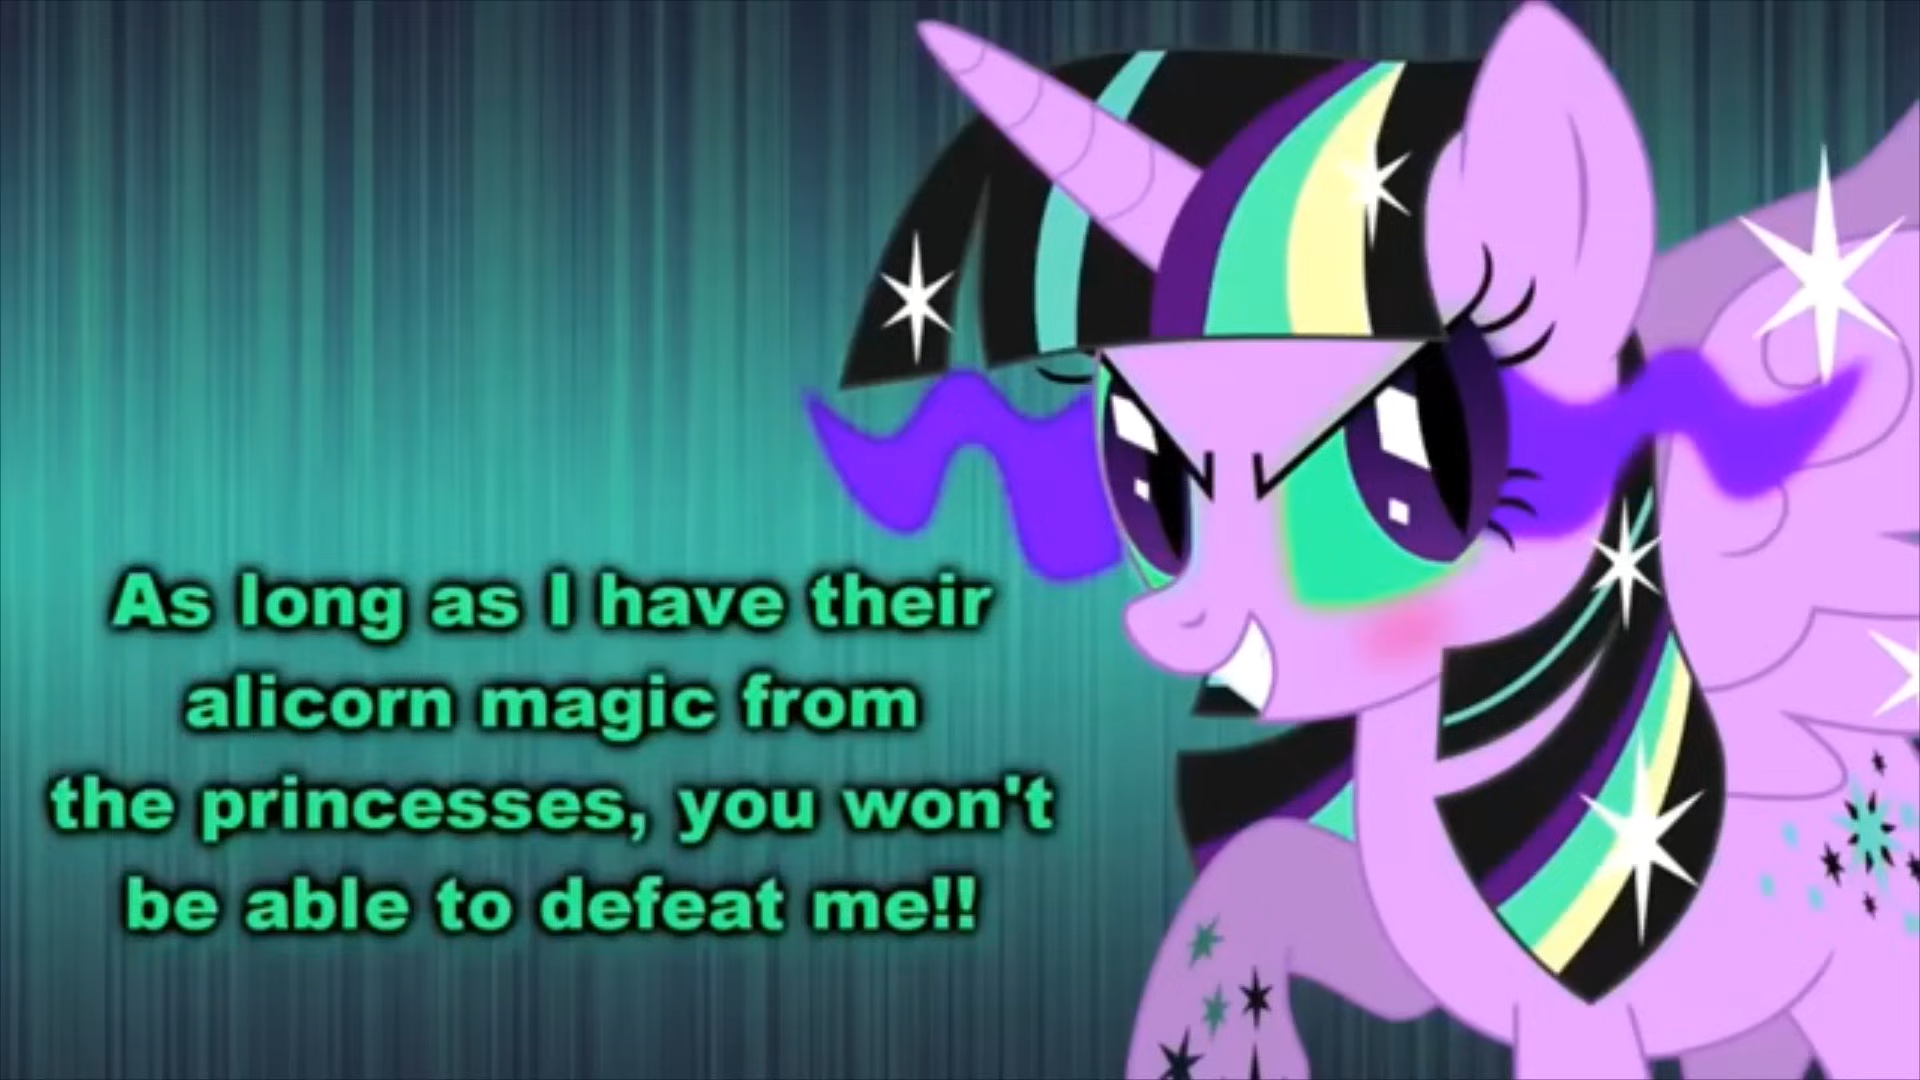 As long as I have their
alicorn magic from
the princesses, you won't
be able to defeat me!!